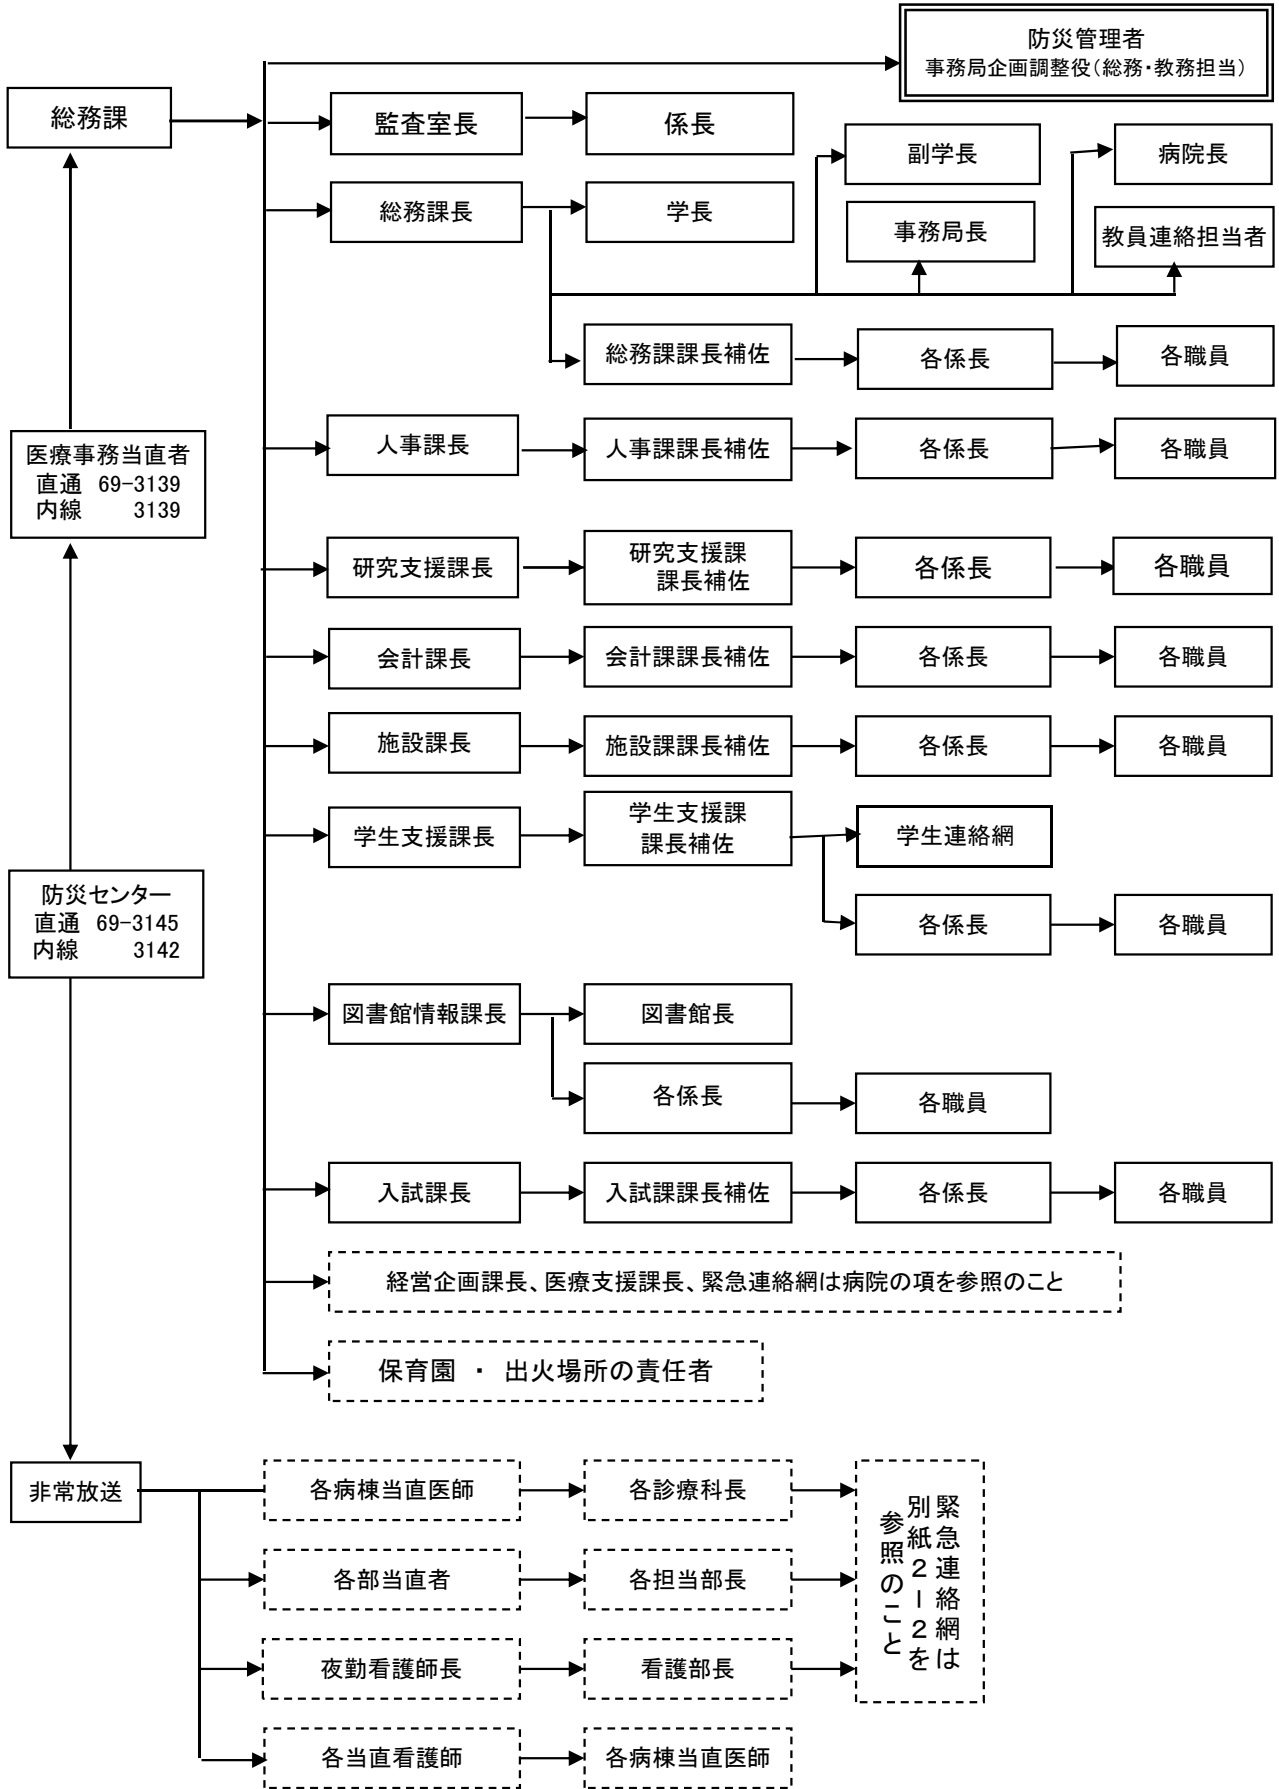 防災管理者
事務局企画調整役（総務・教務担当）
総務課
監査室長
係長
副学長
病院長
総務課長
学長
事務局長
教員連絡担当者
総務課課長補佐
各係長
各職員
人事課長
人事課課長補佐
各係長
各職員
医療事務当直者
直通 69-3139
内線 3139
研究支援課長
研究支援課
課長補佐
各係長
各職員
会計課長
会計課課長補佐
各係長
各職員
施設課長
施設課課長補佐
各係長
各職員
学生支援課長
学生支援課
課長補佐
学生連絡網
各係長
各職員
防災センター
直通 69-3145
内線 3142
図書館情報課長
図書館長
各係長
各職員
入試課長
入試課課長補佐
各係長
各職員
経営企画課長、医療支援課長、緊急連絡網は病院の項を参照のこと
保育園 ・ 出火場所の責任者
非常放送
各病棟当直医師
各診療科長
緊急連絡網は
別紙２－２を
参照のこと
各部当直者
各担当部長
夜勤看護師長
看護部長
各当直看護師
各病棟当直医師